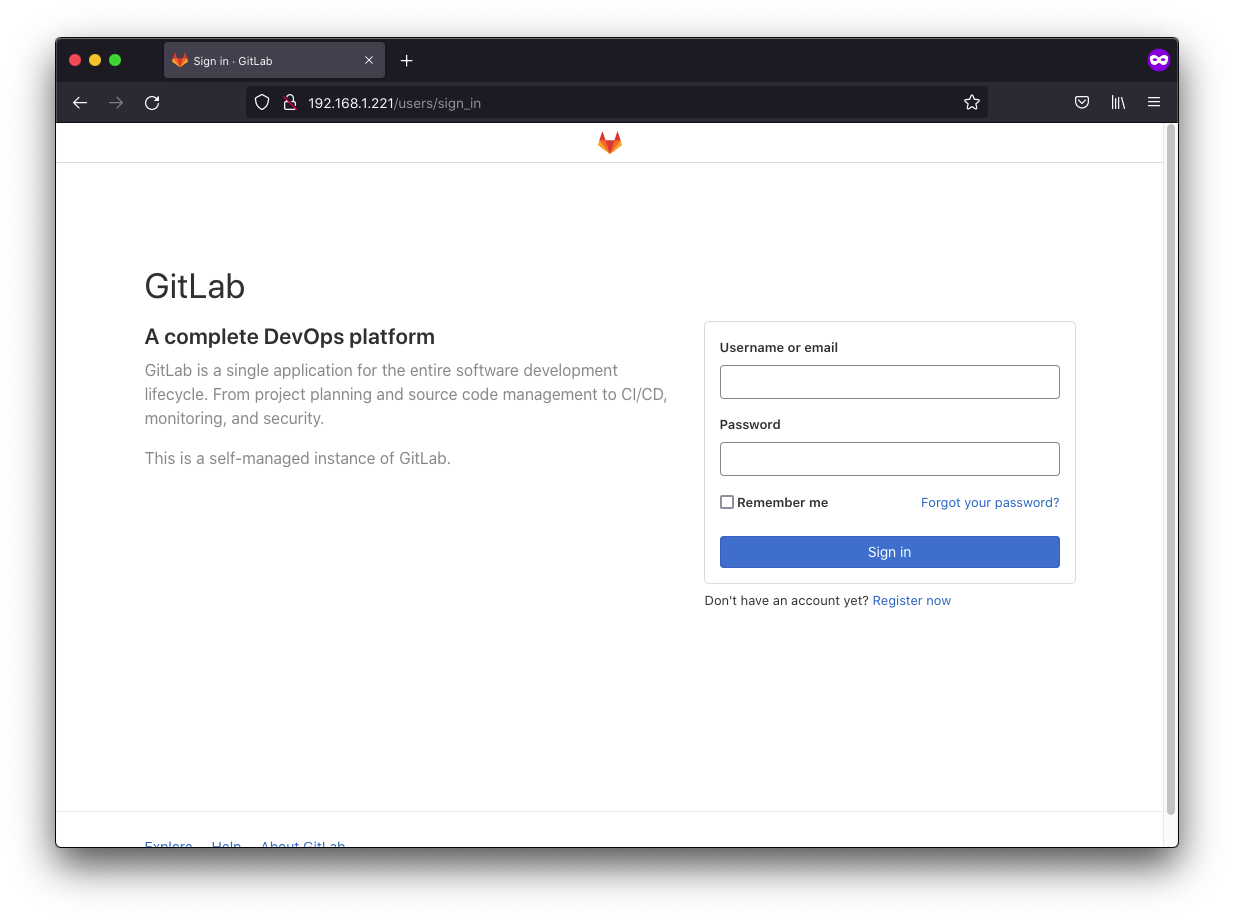 Sign in · GitLab
192.168.1.221/users/sign_in
GitLab
A complete DevOps platform
GitLab is a single application for the entire software development
lifecycle. From project planning and source code management to CI/CD,
monitoring, and security.
This is a self-managed instance of GitLab.
Username or email
Password
Remember me
Forgot your password?
Sign in
Don't have an account yet? Register now
Explore Help About GitLab